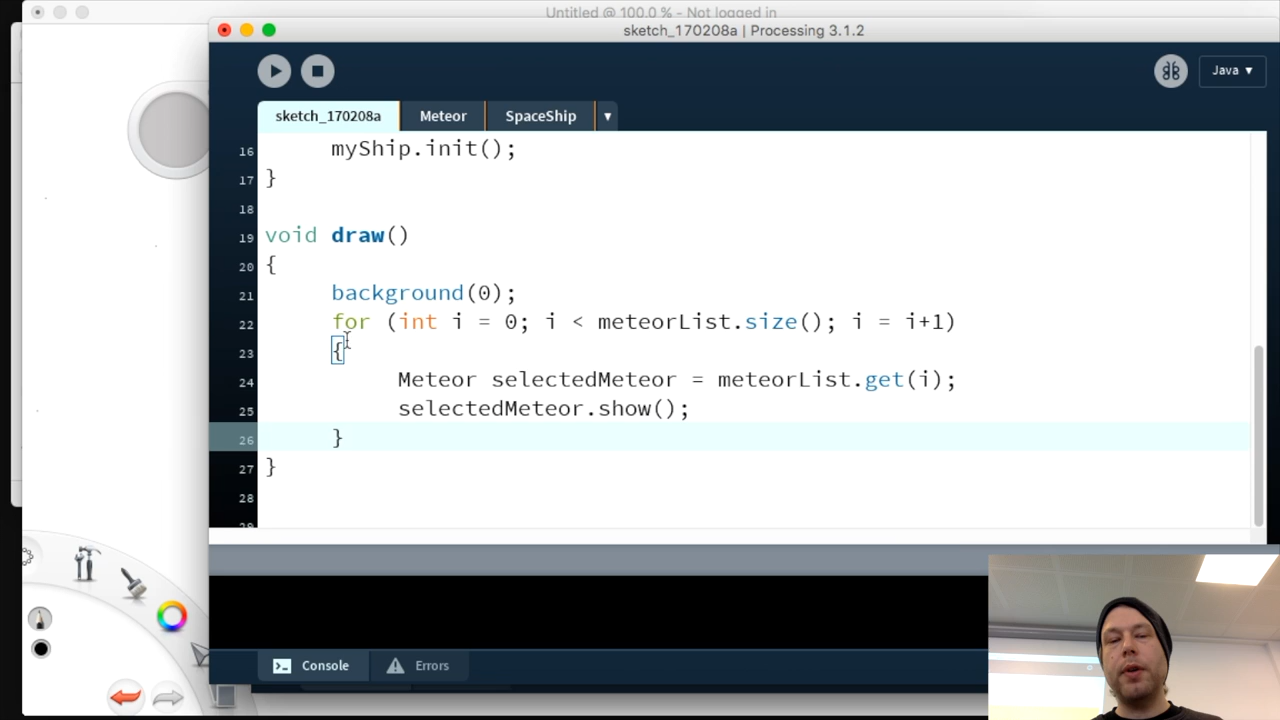 Untitled @ 100.0 % - Not logged in
sketch_170208a | Processing 3.1.2
Java ▾
sketch_170208a Meteor SpaceShip ▾
16 myShip.init();
17 }
18
19 void draw()
20 {
21 background(0);
22 for (int i = 0; i < meteorList.size(); i = i+1)
23 {
24 Meteor selectedMeteor = meteorList.get(i);
25 selectedMeteor.show();
26 }
27 }
28
29
Console Errors